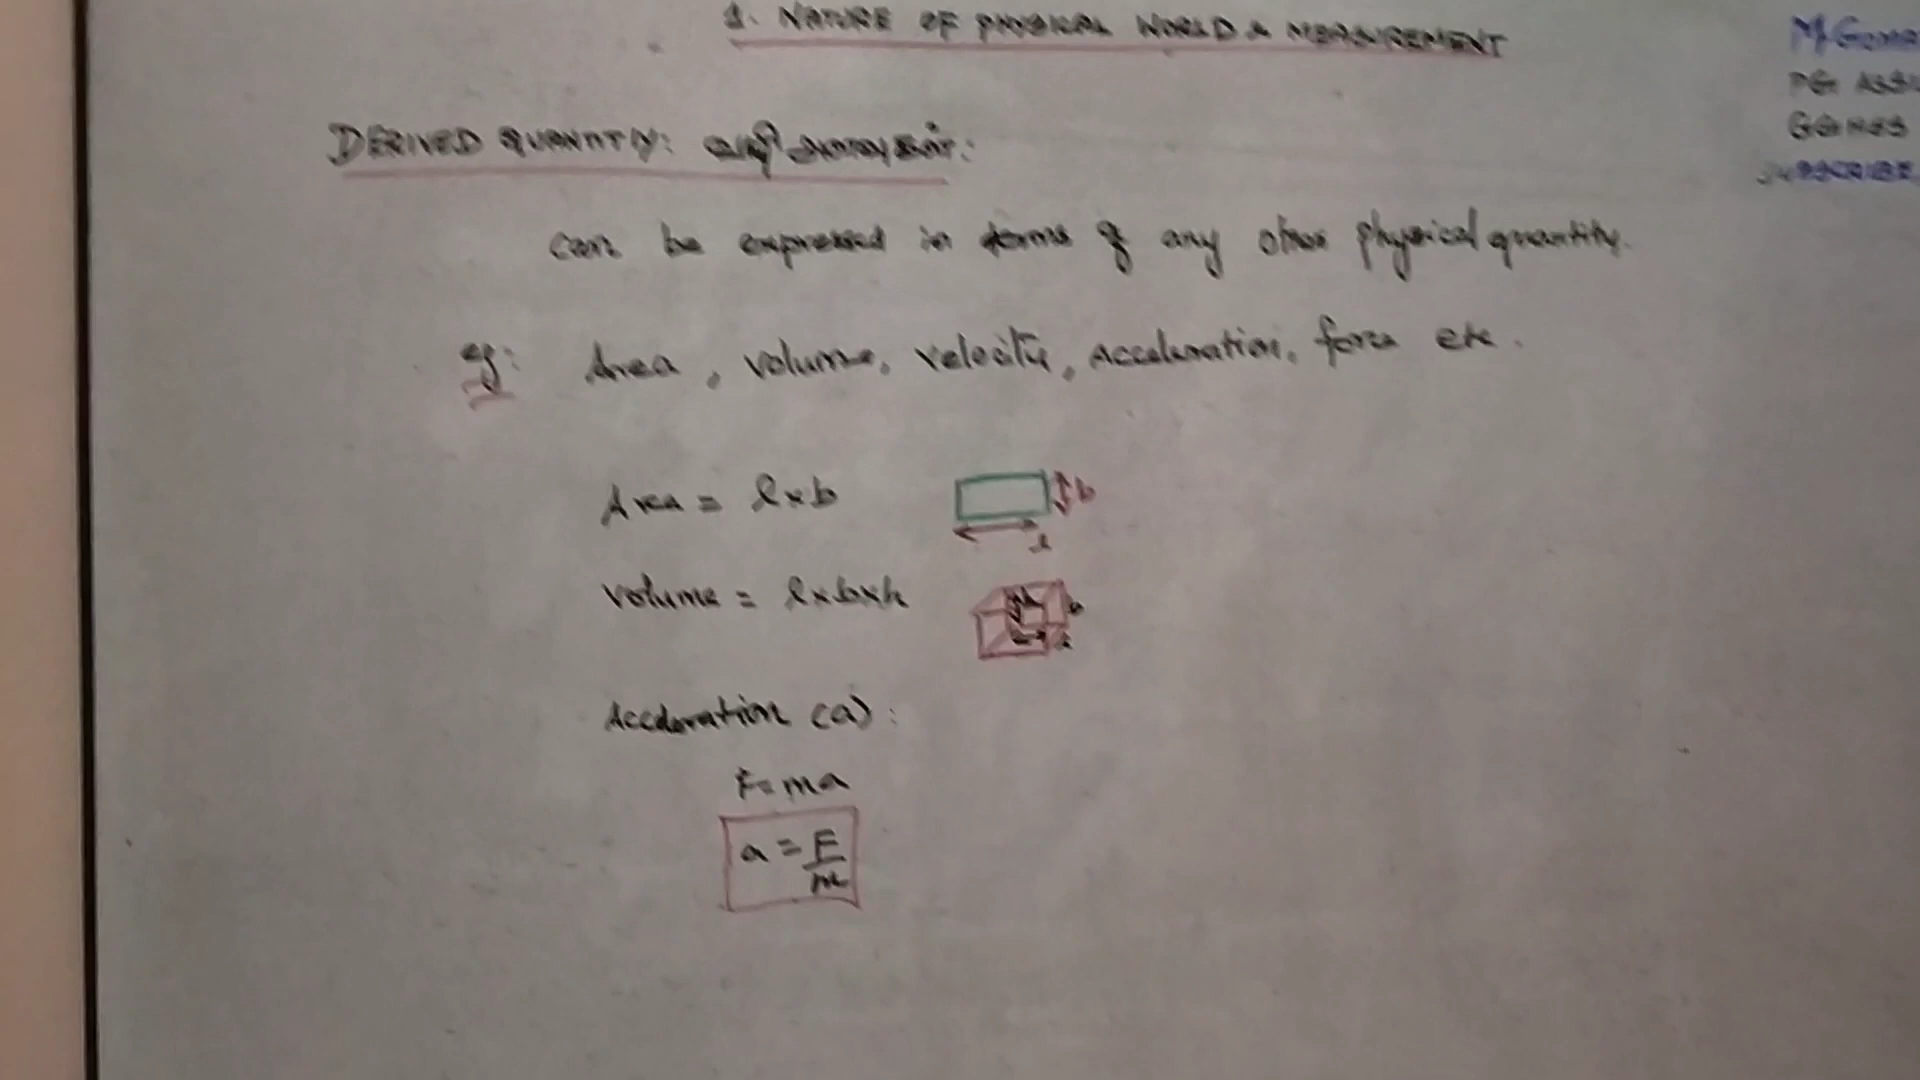 1. NATURE OF PHYSICAL WORLD & MEASUREMENT
M
PG
GGHSS
SUBSCRIBE
DERIVED QUANTITY:
can be expressed in terms of any other physical quantity.
eg: Area, volume, velocity, acceleration, force etc.
Area = l×b
b
l
volume = l×b×h
Acceleration (a):
F=ma
a = F/m